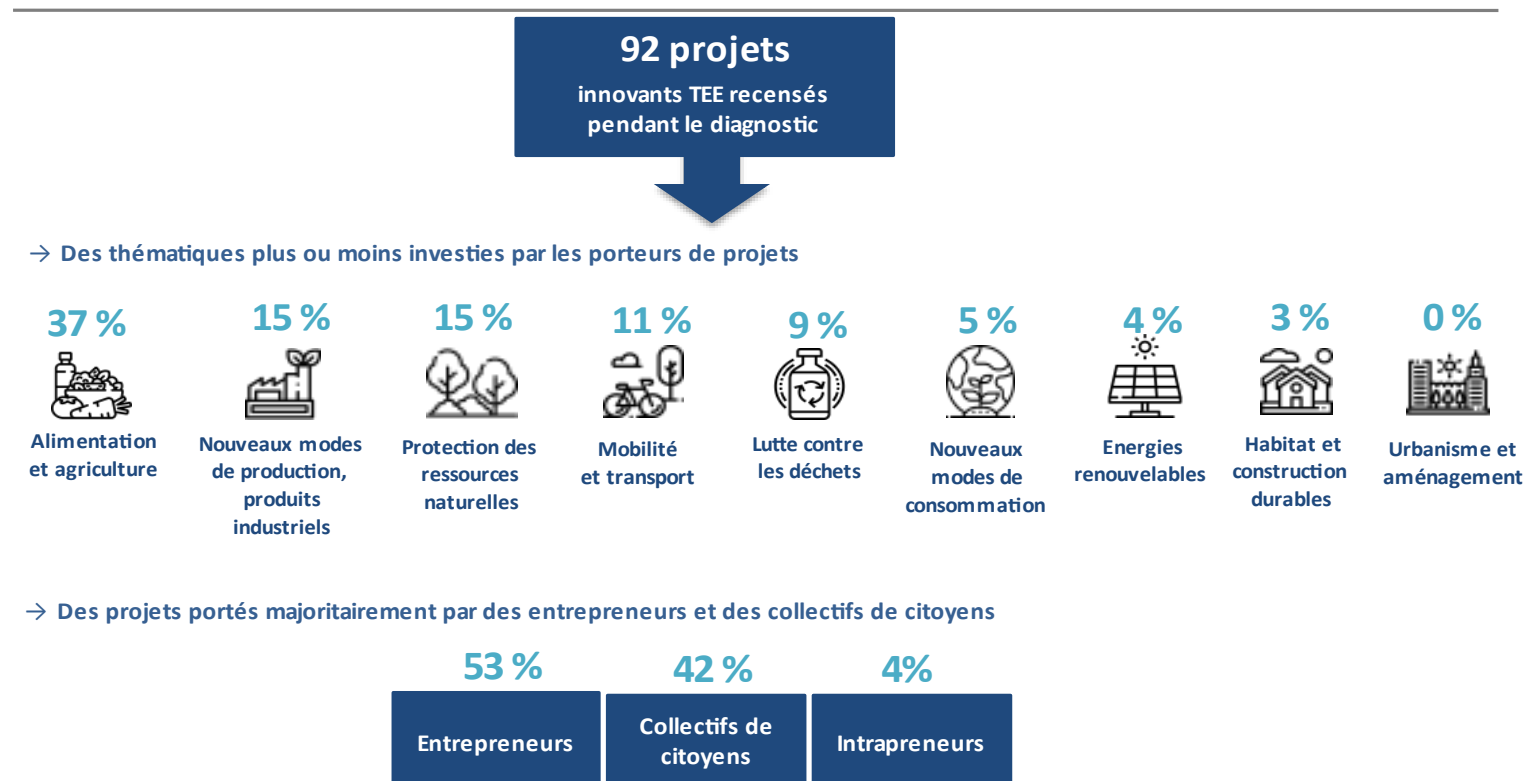 92 projets
innovants TEE recensés
pendant le diagnostic
→ Des thématiques plus ou moins investies par les porteurs de projets
37 %
15 %
15 %
11 %
9 %
5 %
4 %
3 %
0 %
Alimentation
et agriculture
Nouveaux modes
de production,
produits
industriels
Protection des
ressources
naturelles
Mobilité
et transport
Lutte contre
les déchets
Nouveaux
modes de
consommation
Energies
renouvelables
Habitat et
construction
durables
Urbanisme et
aménagement
→ Des projets portés majoritairement par des entrepreneurs et des collectifs de citoyens
53 %
42 %
4%
Entrepreneurs
Collectifs de
citoyens
Intrapreneurs